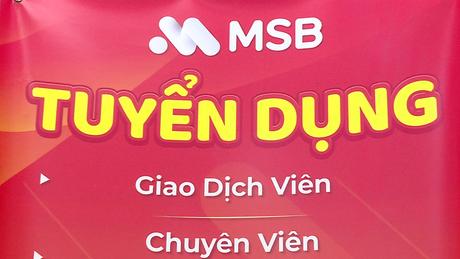 MSB
TUYỂN DỤNG
Giao Dịch Viên
Chuyên Viên